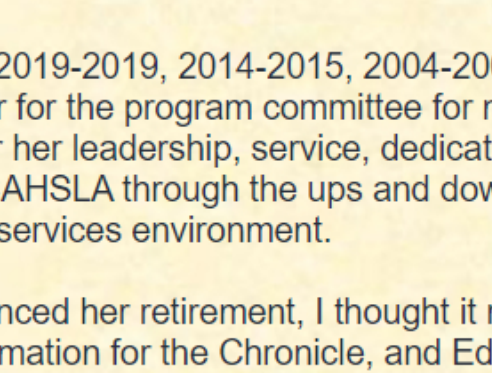 2019-2019, 2014-2015, 2004-200
for the program committee for
her leadership, service, dedicat
AHSLA through the ups and dow
services environment.
nced her retirement, I thought it
mation for the Chronicle, and Ed